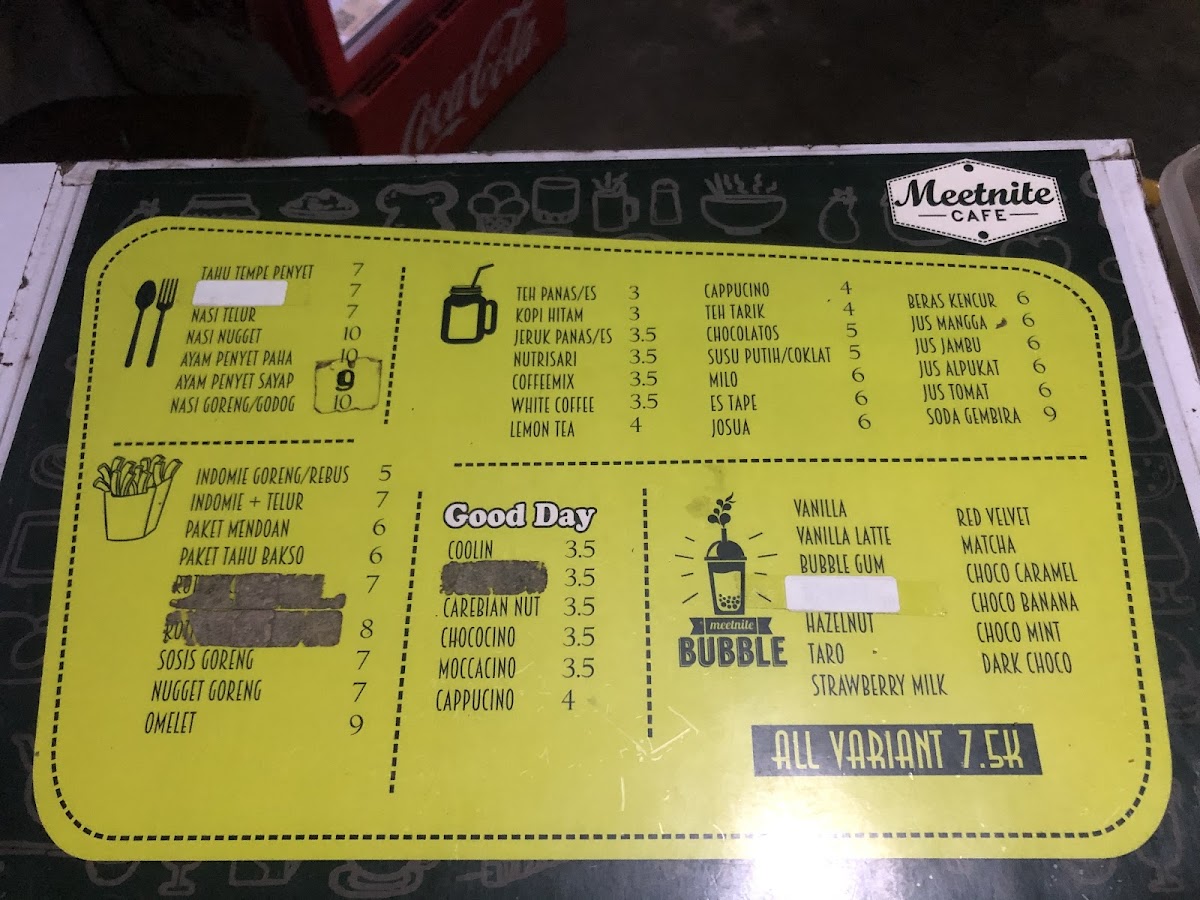 Coca-Cola
Meetnite
CAFE
TAHU TEMPE PENYET 7
7
NASI TELUR 7
NASI NUGGET 10
AYAM PENYET PAHA 10
AYAM PENYET SAYAP 9
NASI GORENG/GODOG 10
INDOMIE GORENG/REBUS 5
INDOMIE + TELUR 7
PAKET MENDOAN 6
PAKET TAHU BAKSO 6
7
8
SOSIS GORENG 7
NUGGET GORENG 7
OMELET 9
TEH PANAS/ES 3
KOPI HITAM 3
JERUK PANAS/ES 3.5
NUTRISARI 3.5
COFFEEMIX 3.5
WHITE COFFEE 3.5
LEMON TEA 4
CAPPUCINO 4
TEH TARIK 4
CHOCOLATOS 5
SUSU PUTIH/COKLAT 5
MILO 6
ES TAPE 6
JOSUA 6
BERAS KENCUR 6
JUS MANGGA 6
JUS JAMBU 6
JUS ALPUKAT 6
JUS TOMAT 6
SODA GEMBIRA 9
Good Day
COOLIN 3.5
3.5
CAREBIAN NUT 3.5
CHOCOCINO 3.5
MOCCACINO 3.5
CAPPUCINO 4
meetnite
BUBBLE
VANILLA
VANILLA LATTE
BUBBLE GUM
HAZELNUT
TARO
STRAWBERRY MILK
RED VELVET
MATCHA
CHOCO CARAMEL
CHOCO BANANA
CHOCO MINT
DARK CHOCO
ALL VARIANT 7.5K